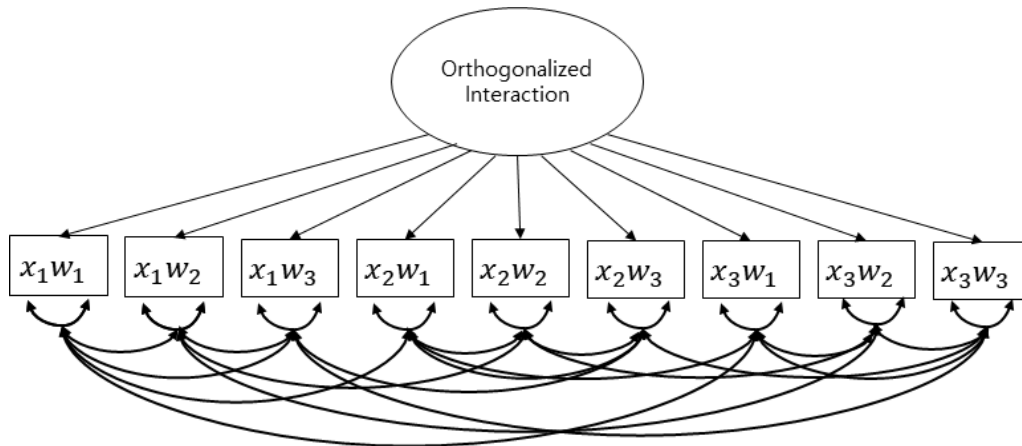 Orthogonalized
Interaction
x₁w₁ x₁w₂ x₁w₃ x₂w₁ x₂w₂ x₂w₃ x₃w₁ x₃w₂ x₃w₃